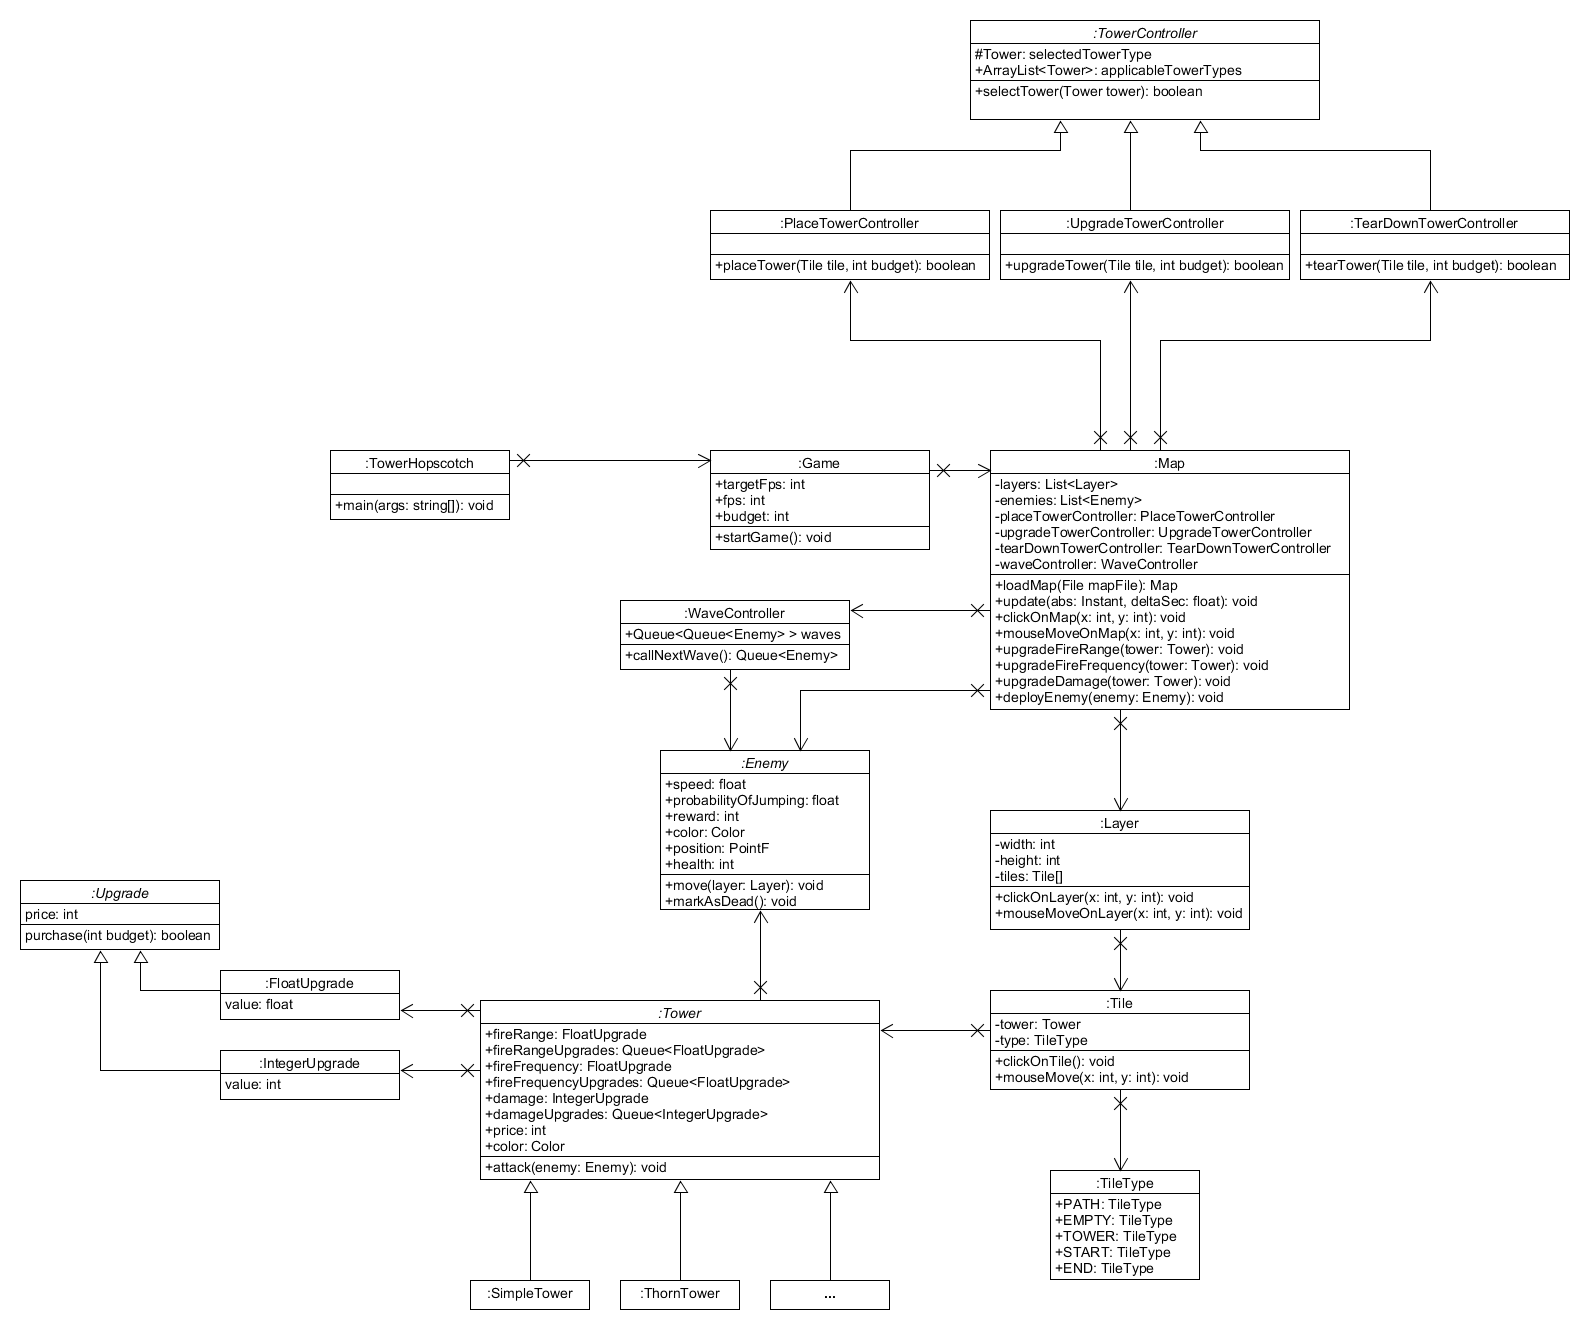 :TowerController
#Tower: selectedTowerType
+ArrayList<Tower>: applicableTowerTypes
+selectTower(Tower tower): boolean
:PlaceTowerController
+placeTower(Tile tile, int budget): boolean
:UpgradeTowerController
+upgradeTower(Tile tile, int budget): boolean
:TearDownTowerController
+tearTower(Tile tile, int budget): boolean
:TowerHopscotch
+main(args: string[]): void
:Game
+targetFps: int
+fps: int
+budget: int
+startGame(): void
:Map
-layers: List<Layer>
-enemies: List<Enemy>
-placeTowerController: PlaceTowerController
-upgradeTowerController: UpgradeTowerController
-tearDownTowerController: TearDownTowerController
-waveController: WaveController
+loadMap(File mapFile): Map
+update(abs: Instant, deltaSec: float): void
+clickOnMap(x: int, y: int): void
+mouseMoveOnMap(x: int, y: int): void
+upgradeFireRange(tower: Tower): void
+upgradeFireFrequency(tower: Tower): void
+upgradeDamage(tower: Tower): void
+deployEnemy(enemy: Enemy): void
:WaveController
+Queue<Queue<Enemy> > waves
+callNextWave(): Queue<Enemy>
:Enemy
+speed: float
+probabilityOfJumping: float
+reward: int
+color: Color
+position: PointF
+health: int
+move(layer: Layer): void
+markAsDead(): void
:Layer
-width: int
-height: int
-tiles: Tile[]
+clickOnLayer(x: int, y: int): void
+mouseMoveOnLayer(x: int, y: int): void
:Upgrade
price: int
purchase(int budget): boolean
:FloatUpgrade
value: float
:IntegerUpgrade
value: int
:Tower
+fireRange: FloatUpgrade
+fireRangeUpgrades: Queue<FloatUpgrade>
+fireFrequency: FloatUpgrade
+fireFrequencyUpgrades: Queue<FloatUpgrade>
+damage: IntegerUpgrade
+damageUpgrades: Queue<IntegerUpgrade>
+price: int
+color: Color
+attack(enemy: Enemy): void
:Tile
-tower: Tower
-type: TileType
+clickOnTile(): void
+mouseMove(x: int, y: int): void
:TileType
+PATH: TileType
+EMPTY: TileType
+TOWER: TileType
+START: TileType
+END: TileType
:SimpleTower
:ThornTower
...